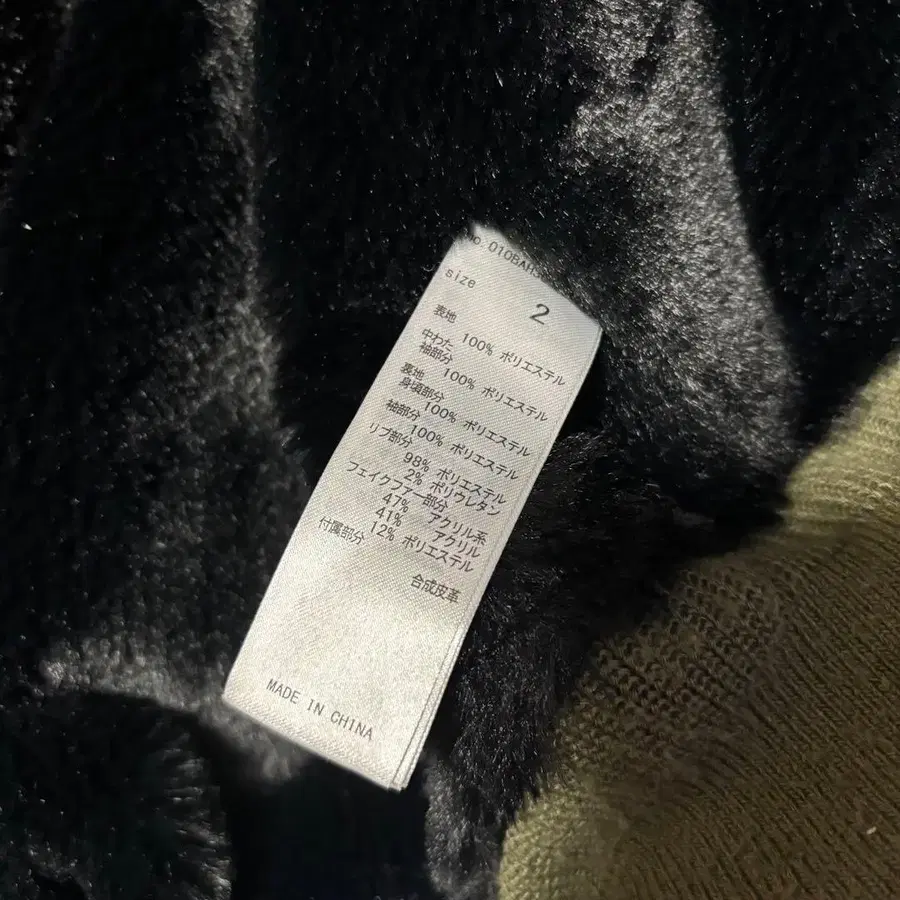 size
2
表地
100% ポリエステル
中わた
袖部分
100% ポリエステル
裏地
身頃部分
100% ポリエステル
袖部分
100% ポリエステル
リブ部分
98% ポリエステル
2% ポリウレタン
フェイクファー部分
47% アクリル系
41% アクリル
12% ポリエステル
付属部分
合成皮革
MADE IN CHINA